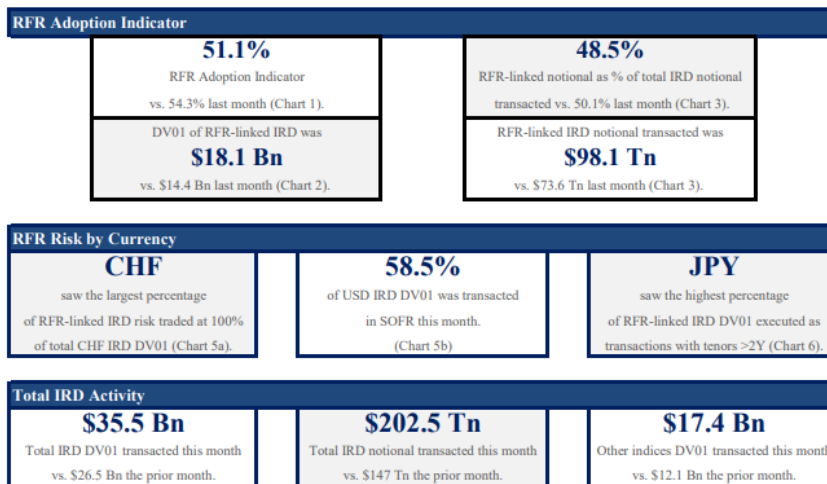 RFR Adoption Indicator
51.1%
RFR Adoption Indicator
vs. 54.3% last month (Chart 1).
48.5%
RFR-linked notional as % of total IRD notional
transacted vs. 50.1% last month (Chart 3).
DV01 of RFR-linked IRD was
$18.1 Bn
vs. $14.4 Bn last month (Chart 2).
RFR-linked IRD notional transacted was
$98.1 Tn
vs. $73.6 Tn last month (Chart 3).
RFR Risk by Currency
CHF
saw the largest percentage
of RFR-linked IRD risk traded at 100%
of total CHF IRD DV01 (Chart 5a).
58.5%
of USD IRD DV01 was transacted
in SOFR this month.
(Chart 5b)
JPY
saw the highest percentage
of RFR-linked IRD DV01 executed as
transactions with tenors >2Y (Chart 6).
Total IRD Activity
$35.5 Bn
Total IRD DV01 transacted this month
vs. $26.5 Bn the prior month.
$202.5 Tn
Total IRD notional transacted this month
vs. $147 Tn the prior month.
$17.4 Bn
Other indices DV01 transacted this month
vs. $12.1 Bn the prior month.